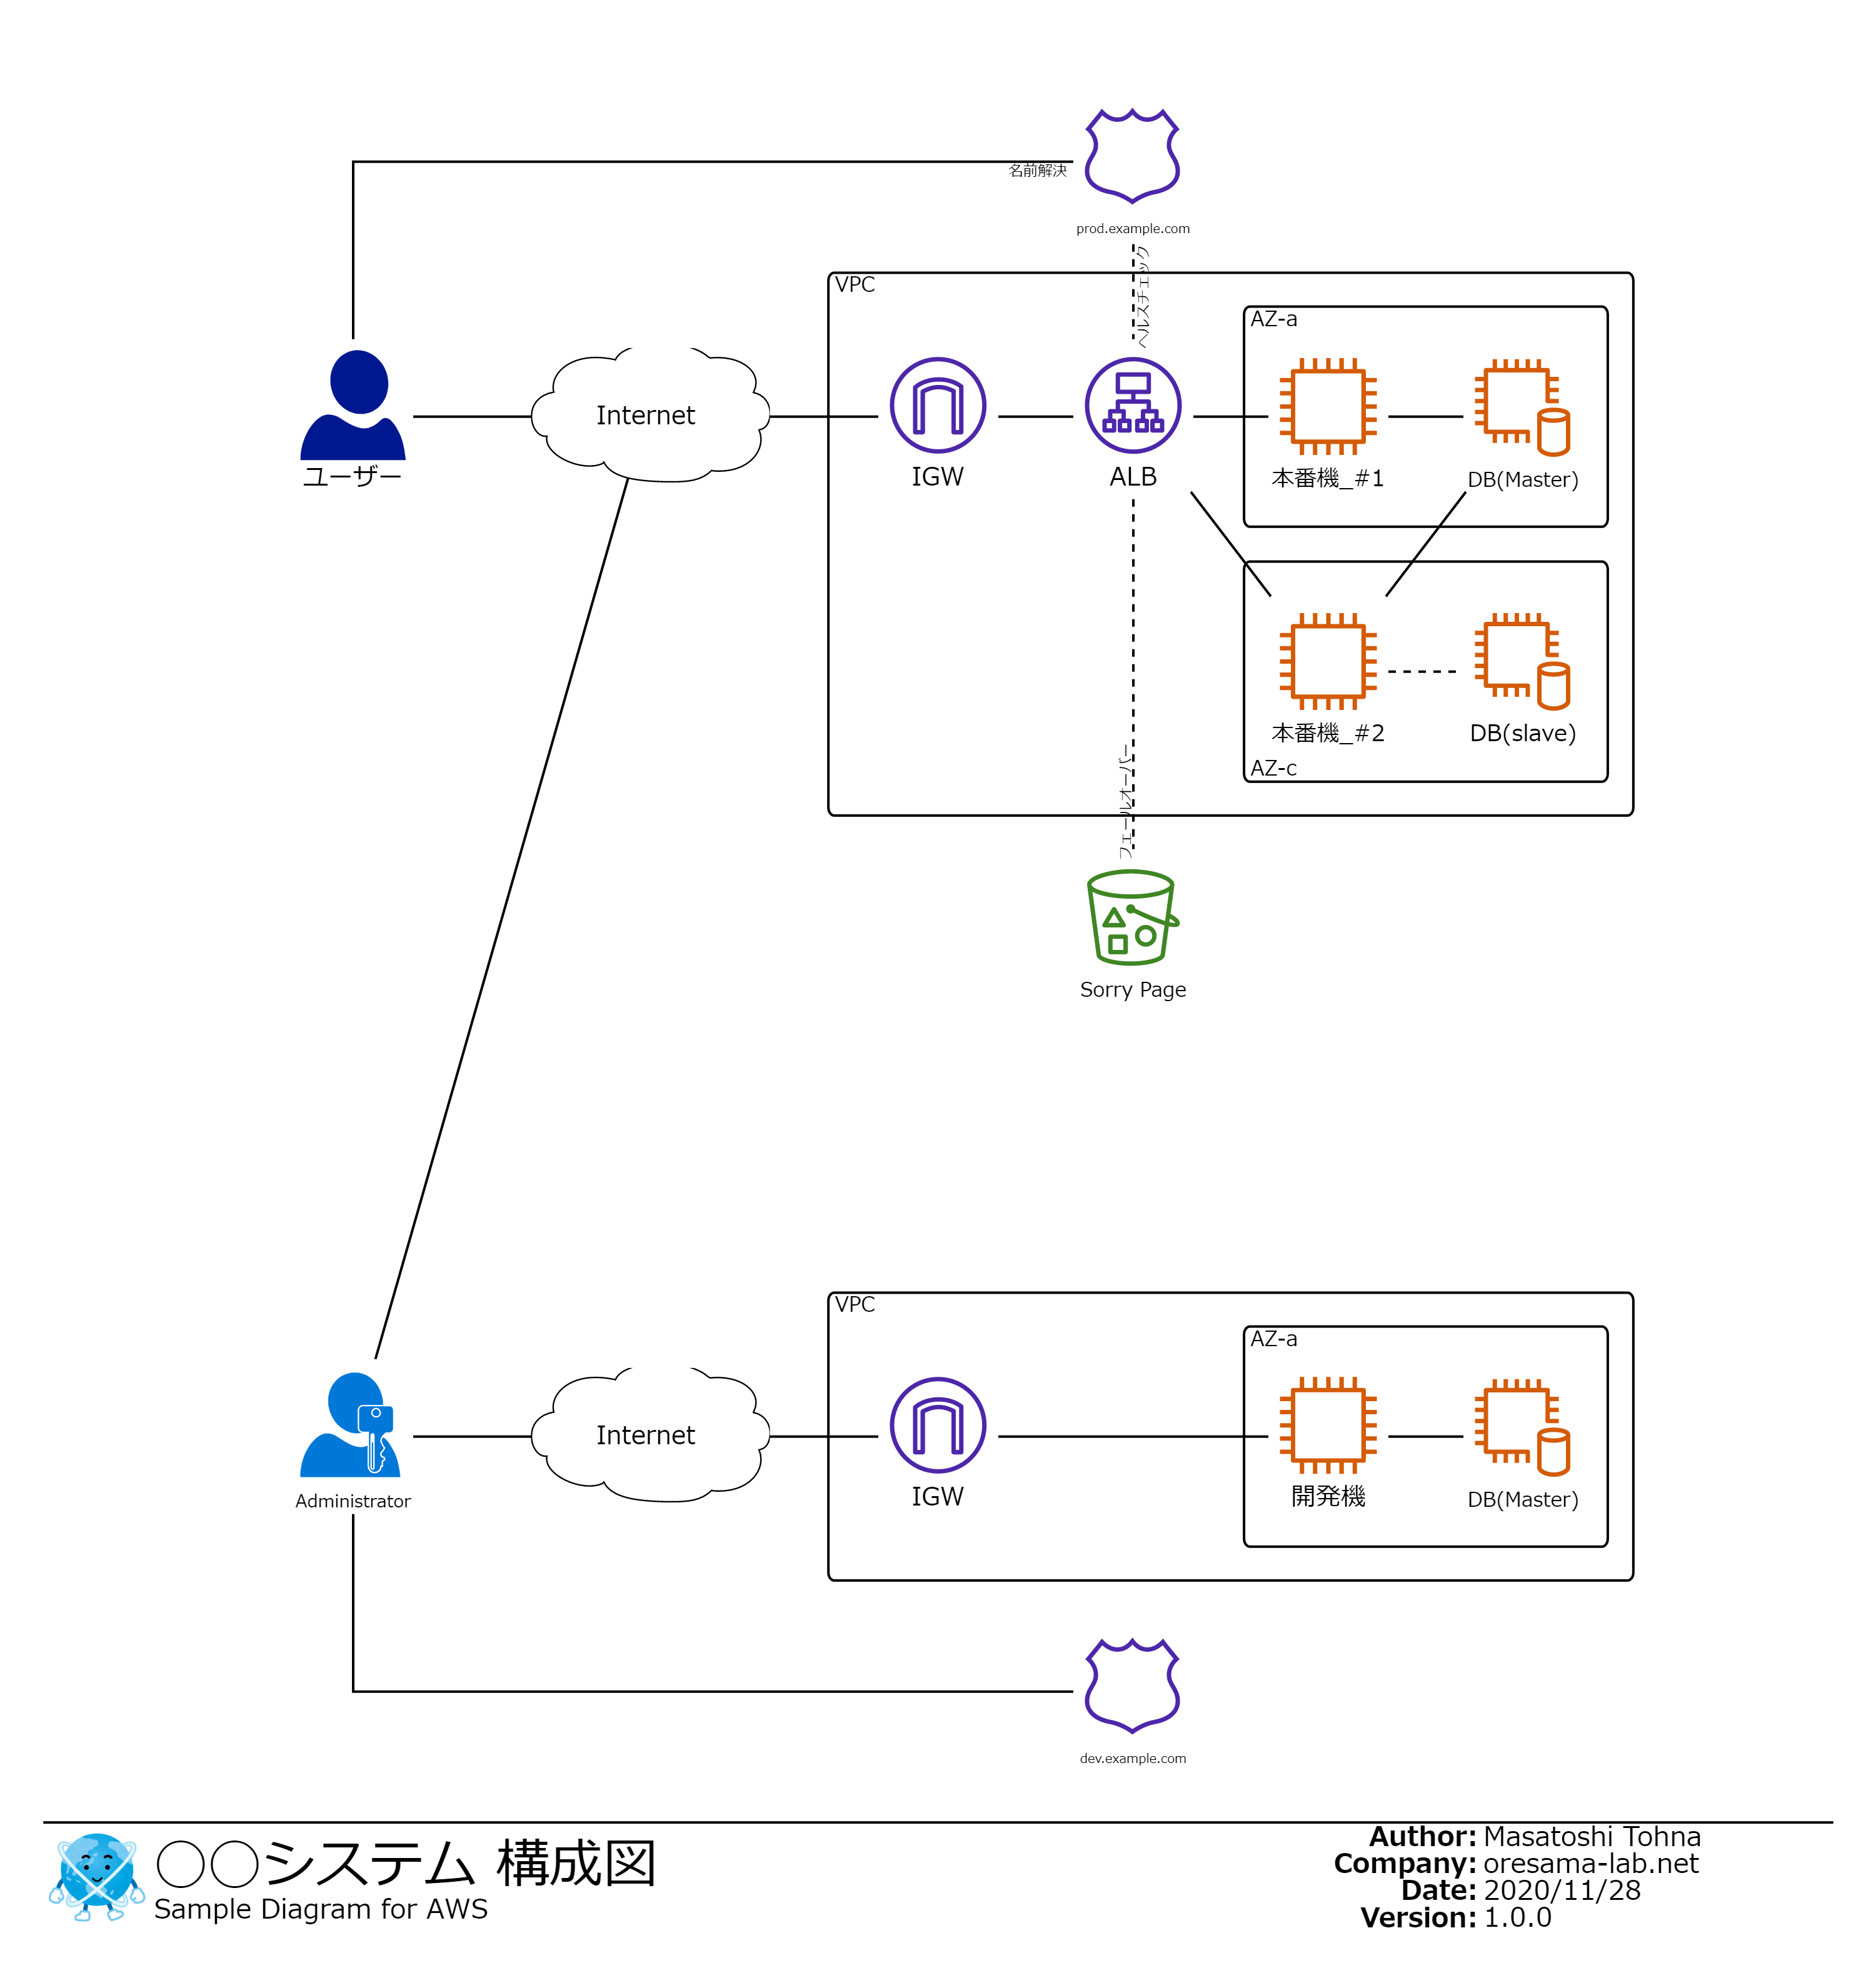 名前解決
prod.example.com
ヘルスチェック
VPC
AZ-a
ユーザー
Internet
IGW
ALB
本番機_#1
DB(Master)
本番機_#2
DB(slave)
AZ-c
フェールオーバー
Sorry Page
VPC
AZ-a
Administrator
Internet
IGW
開発機
DB(Master)
dev.example.com
○○システム 構成図
Sample Diagram for AWS
Author: Masatoshi Tohna
Company: oresama-lab.net
Date: 2020/11/28
Version: 1.0.0